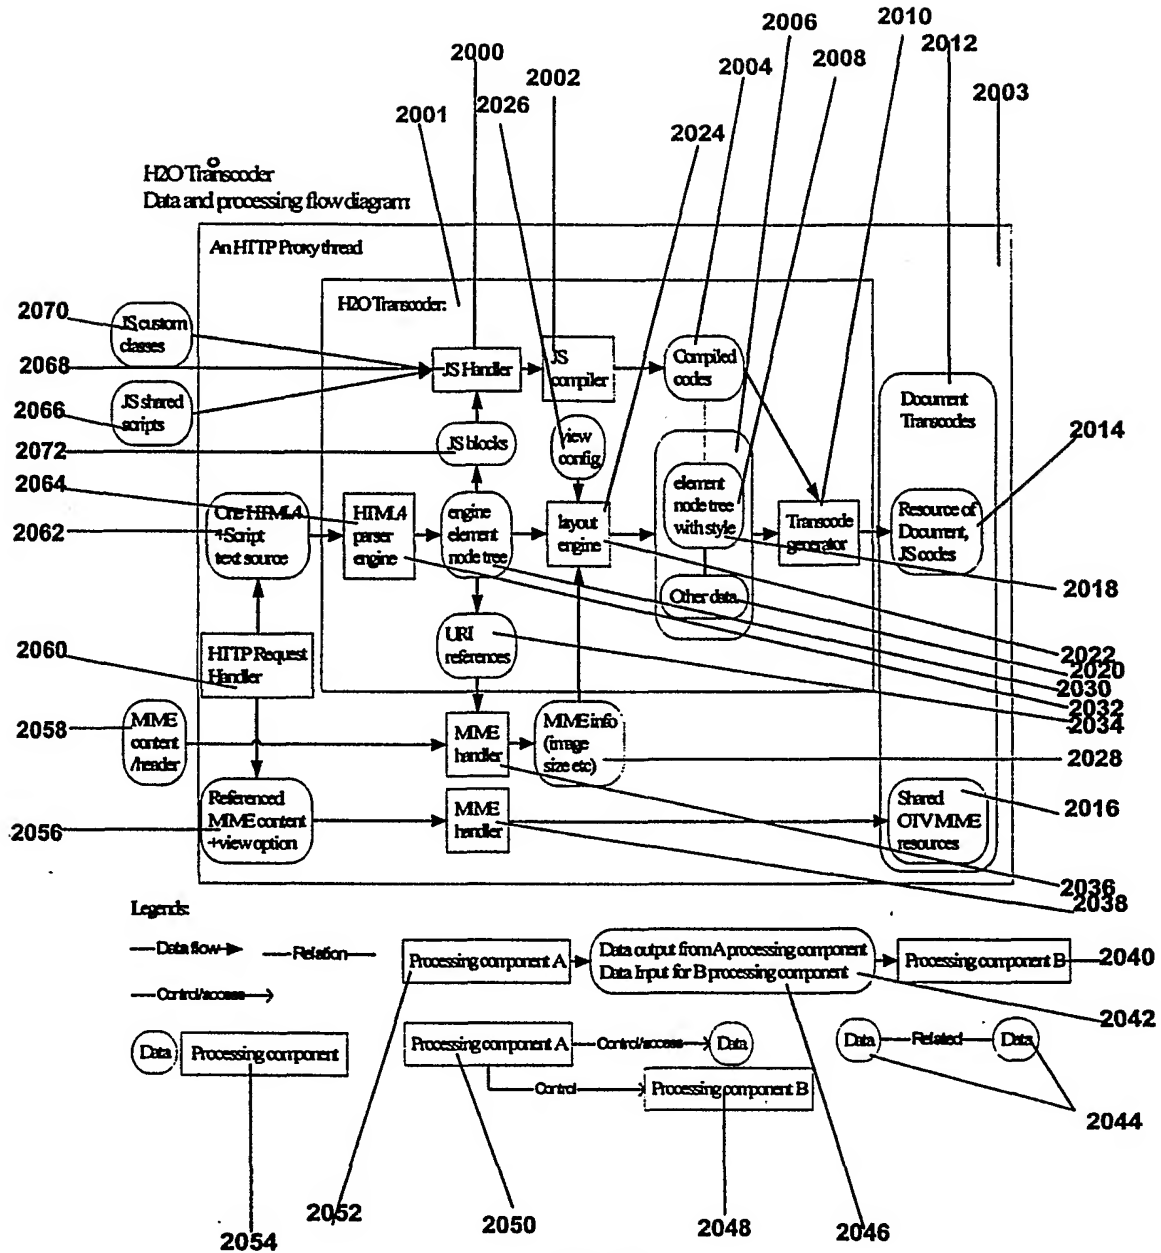 2006
2010
2012
2000
2002
2004
2008
2026
2003
2001
2024
H2O Transcoder
Data and processing flow diagram:
An HTTP Proxy thread
H2O Transcoder:
2070
JS custom
classes
2068
JS Handler
JS
compiler
Compiled
codes
2066
JS shared
scripts
Document
Transcodes
2014
2072
JS blocks
view
config
2064
2062
One HTML4
+Script
text source
HTML4
parser
engine
engine
element
node tree
layout
engine
element
node tree
with style
Transcode
generator
Resource of
Document,
JS codes
2018
Other data
2060
HTTP Request
Handler
URI
references
2022
2020
2030
2032
2034
2058
MIME
content
/header
MIME
handler
MIME info
(image
size etc)
2028
2056
Referenced
MIME content
+view option
MIME
handler
Shared
OTV MIME
resources
2016
2036
2038
Legends:
Data flow
Relation
Control/access
Processing component A
Data output from A processing component
Data Input for B processing component
Processing component B
2040
2042
Data
Processing component
Processing component A
Control/access
Data
Data
Related
Data
Control
Processing component B
2044
2054
2052
2050
2048
2046